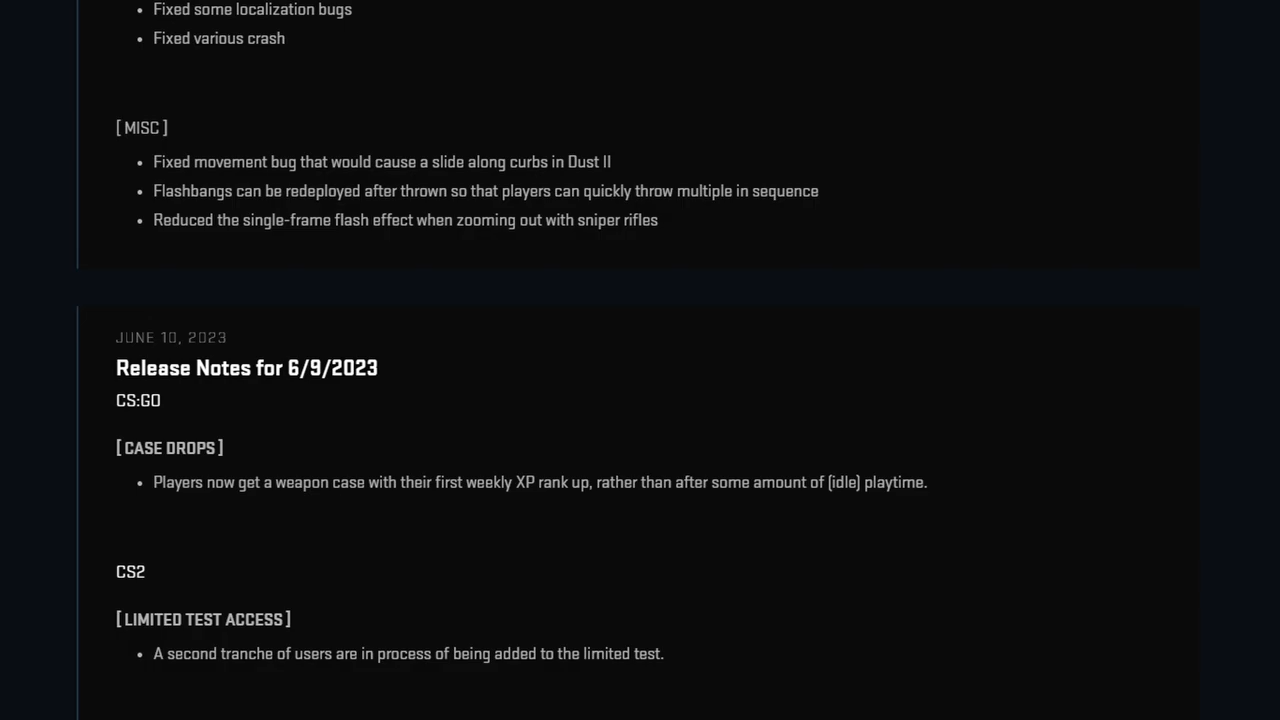 • Fixed some localization bugs
• Fixed various crash
[ MISC ]
• Fixed movement bug that would cause a slide along curbs in Dust II
• Flashbangs can be redeployed after thrown so that players can quickly throw multiple in sequence
• Reduced the single-frame flash effect when zooming out with sniper rifles
JUNE 10, 2023
Release Notes for 6/9/2023
CS:GO
[ CASE DROPS ]
• Players now get a weapon case with their first weekly XP rank up, rather than after some amount of (idle) playtime.
CS2
[ LIMITED TEST ACCESS ]
• A second tranche of users are in process of being added to the limited test.